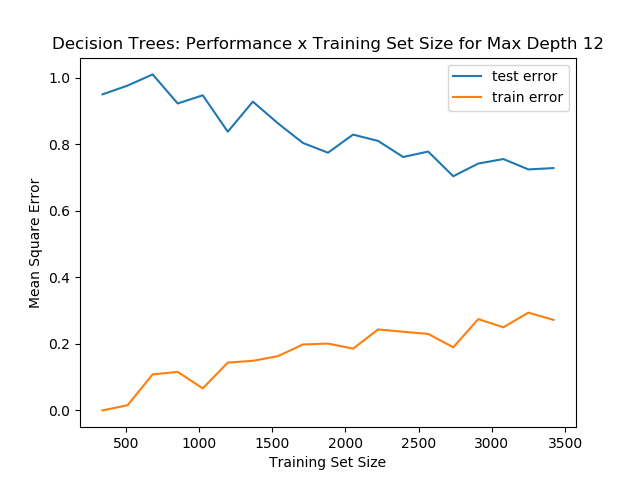 Decision Trees: Performance x Training Set Size for Max Depth 12
test error
train error
1.0
0.8
0.6
0.4
0.2
0.0
Mean Square Error
500 1000 1500 2000 2500 3000 3500
Training Set Size